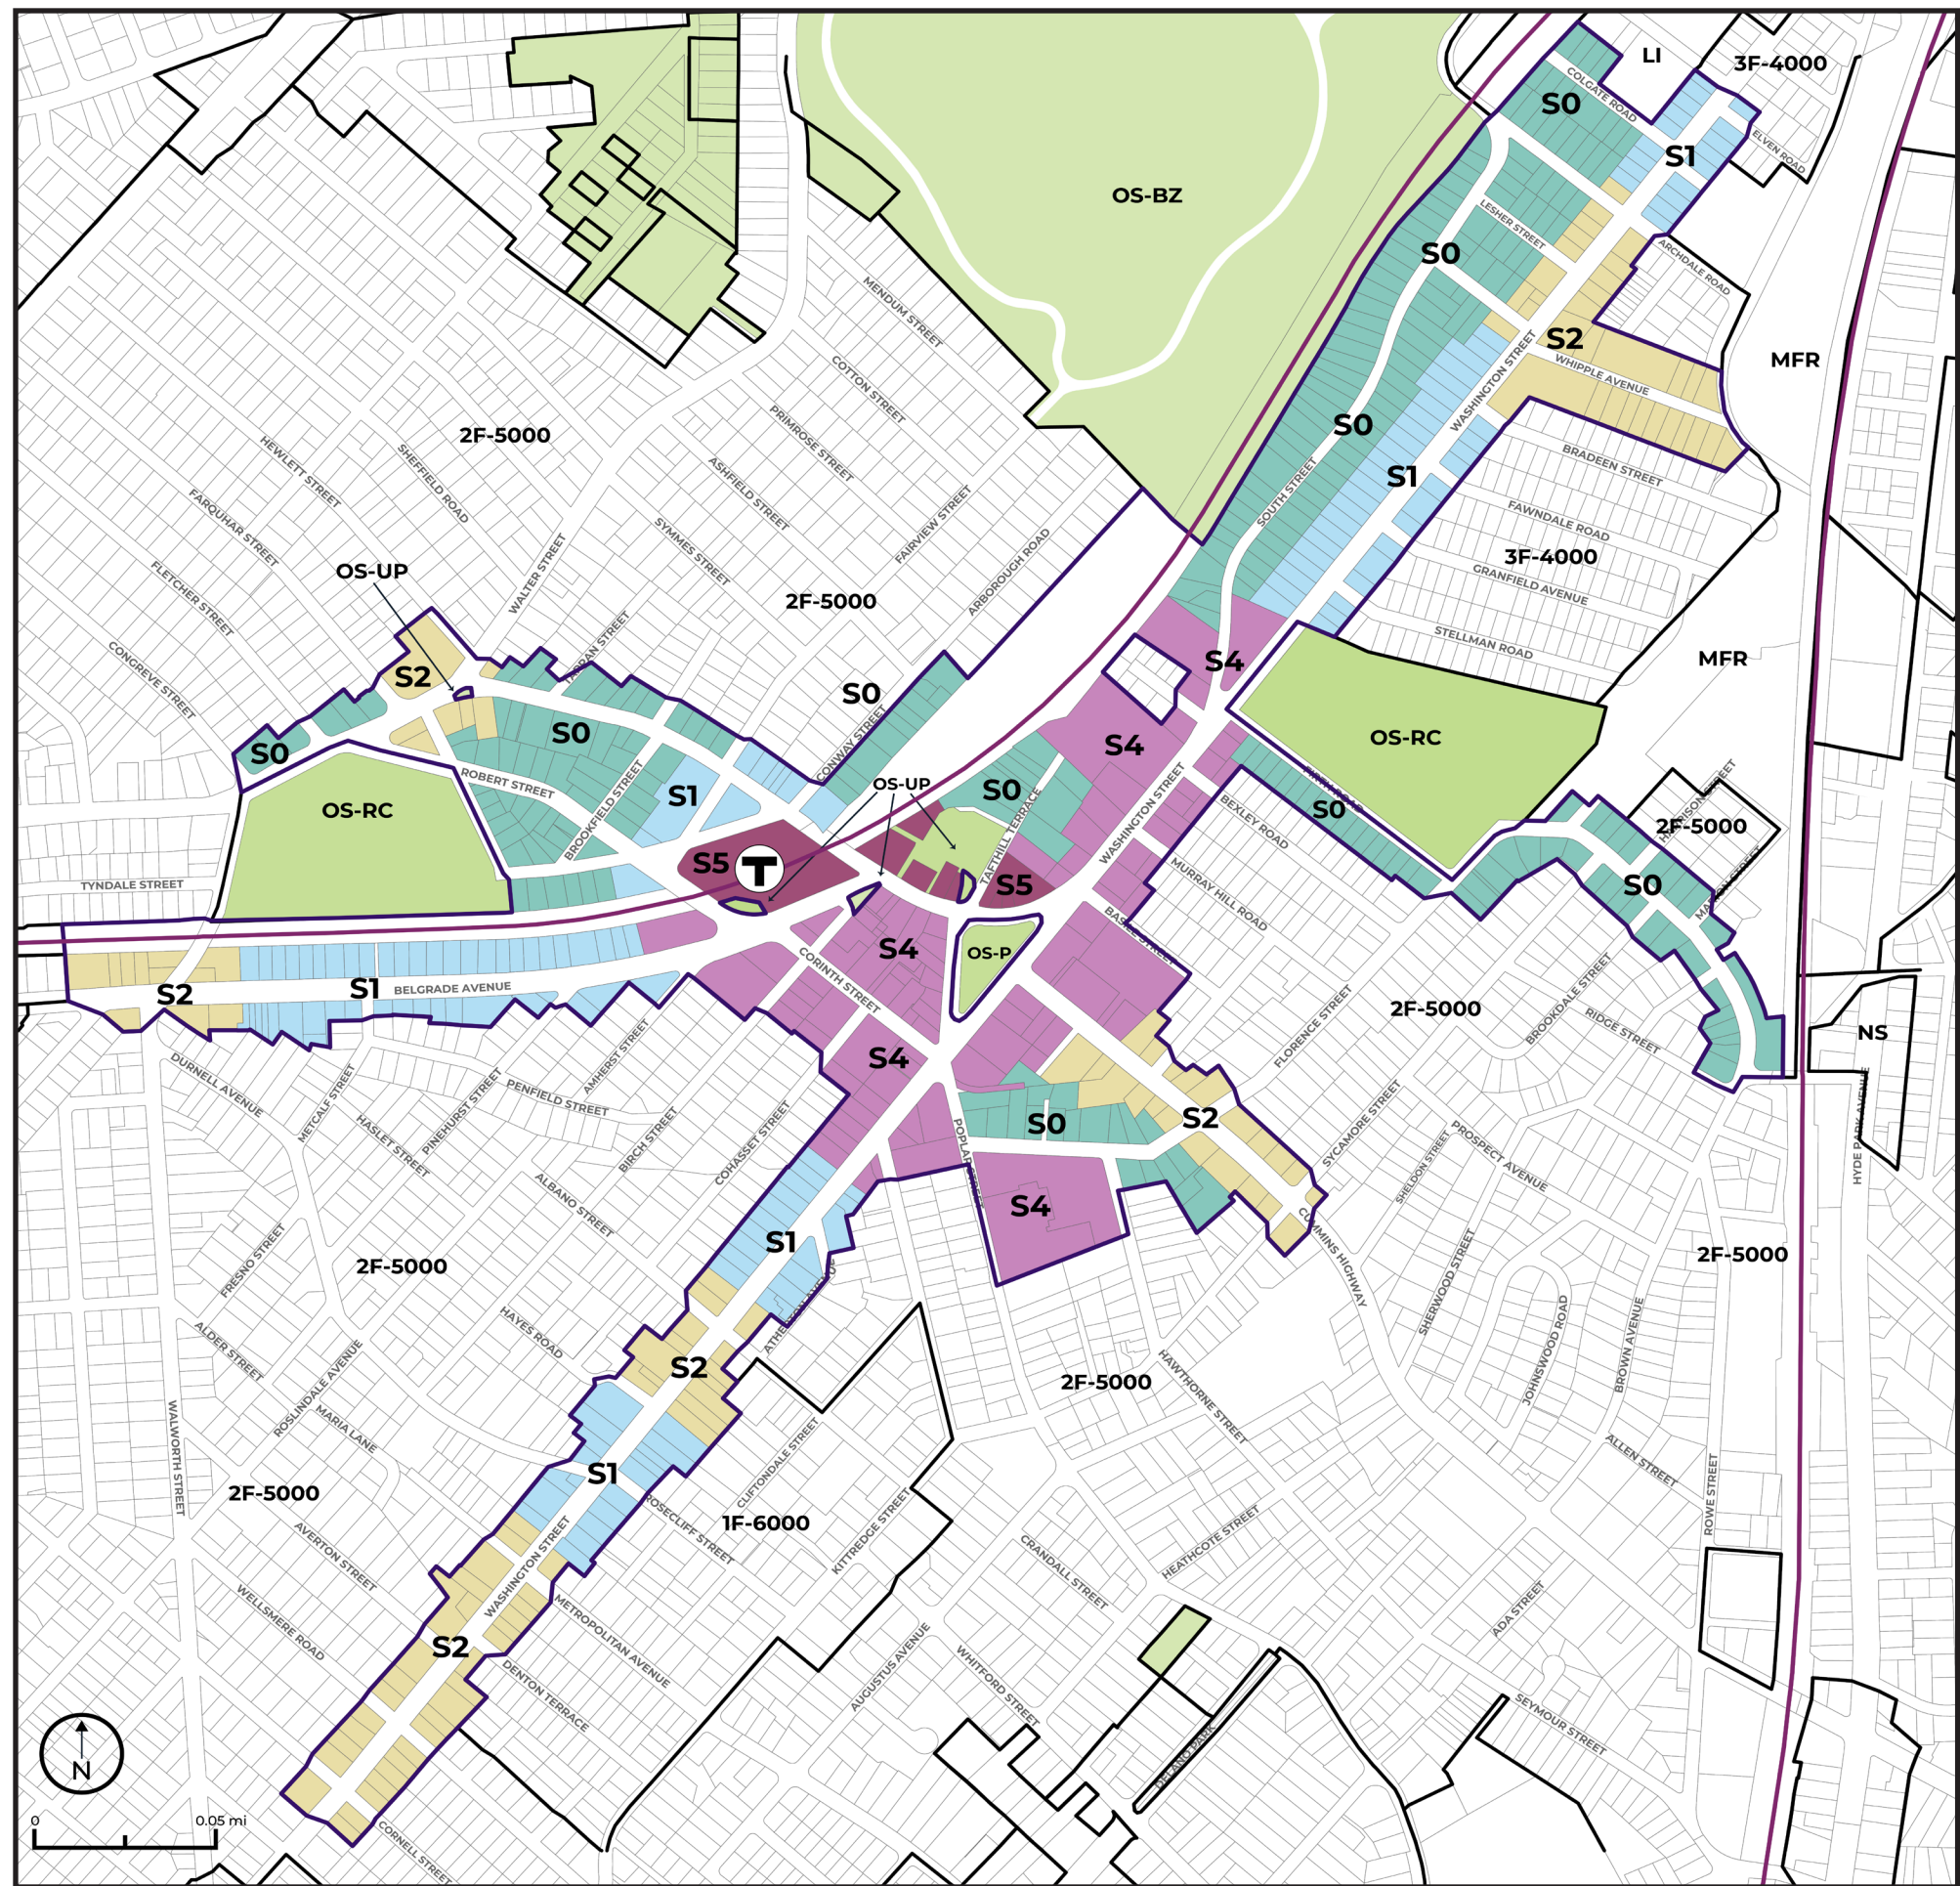 LI
3F-4000
COLGATE ROAD
S0
ELVEN ROAD
S1
OS-BZ
LESHER STREET
S0
ARCHDALE ROAD
MENDUM STREET
S2
WASHINGTON STREET
MFR
WHIPPLE AVENUE
COTTON STREET
PRIMROSE STREET
S0
2F-5000
SHEFFIELD ROAD
HEWLETT STREET
BRADEEN STREET
ASHFIELD STREET
S1
SOUTH STREET
FARQUHAR STREET
FAIRVIEW STREET
FAWNDALE ROAD
SYMMES STREET
3F-4000
OS-UP
WALTER STREET
ARBOROUGH ROAD
GRANFIELD AVENUE
FLETCHER STREET
2F-5000
STELLMAN ROAD
CONGREVE STREET
S4
MFR
S2
S0
S0
S0
CONWAY STREET
S4
OS-RC
ROBERT STREET
OS-UP
S0
S1
OS-RC
BROOKFIELD STREET
TAFTHILL TERRACE
WASHINGTON STREET
BEXLEY ROAD
S0
HARRISON STREET
2F-5000
S5
T
S5
TYNDALE STREET
MURRAY HILL ROAD
S0
S4
OS-P
CORINTH STREET
S2
S1
BELGRADE AVENUE
2F-5000
BROOKDALE STREET
FLORENCE STREET
RIDGE STREET
NS
S4
DURNELL AVENUE
METCALF STREET
PINEHURST STREET
PENFIELD STREET
AMHERST STREET
HASLET STREET
BIRCH STREET
COHASSET STREET
S0
S2
SYCAMORE STREET
SHELDON STREET
PROSPECT AVENUE
HYDE PARK AVENUE
ALBANO STREET
S4
S1
CUMMINS HIGHWAY
2F-5000
FRESNO STREET
2F-5000
SHERWOOD STREET
HAYES ROAD
ALDER STREET
JOHNSWOOD ROAD
BROWN AVENUE
S2
2F-5000
HAWTHORNE STREET
ROSLINDALE AVENUE
MARIA LANE
WALWORTH STREET
CLIFTONDALE STREET
S1
ALLEN STREET
2F-5000
1F-6000
ROSECLIFF STREET
KITTREDGE STREET
ROWE STREET
AVERTON STREET
WASHINGTON STREET
CRANDALL STREET
HEATHCOTE STREET
WELLSMERE ROAD
METROPOLITAN AVENUE
ADA STREET
S2
AUGUSTUS AVENUE
WHITFORD STREET
DENTON TERRACE
SEYMOUR STREET
DELANO PARK
N
0
0.05 mi
CORNELL STREET